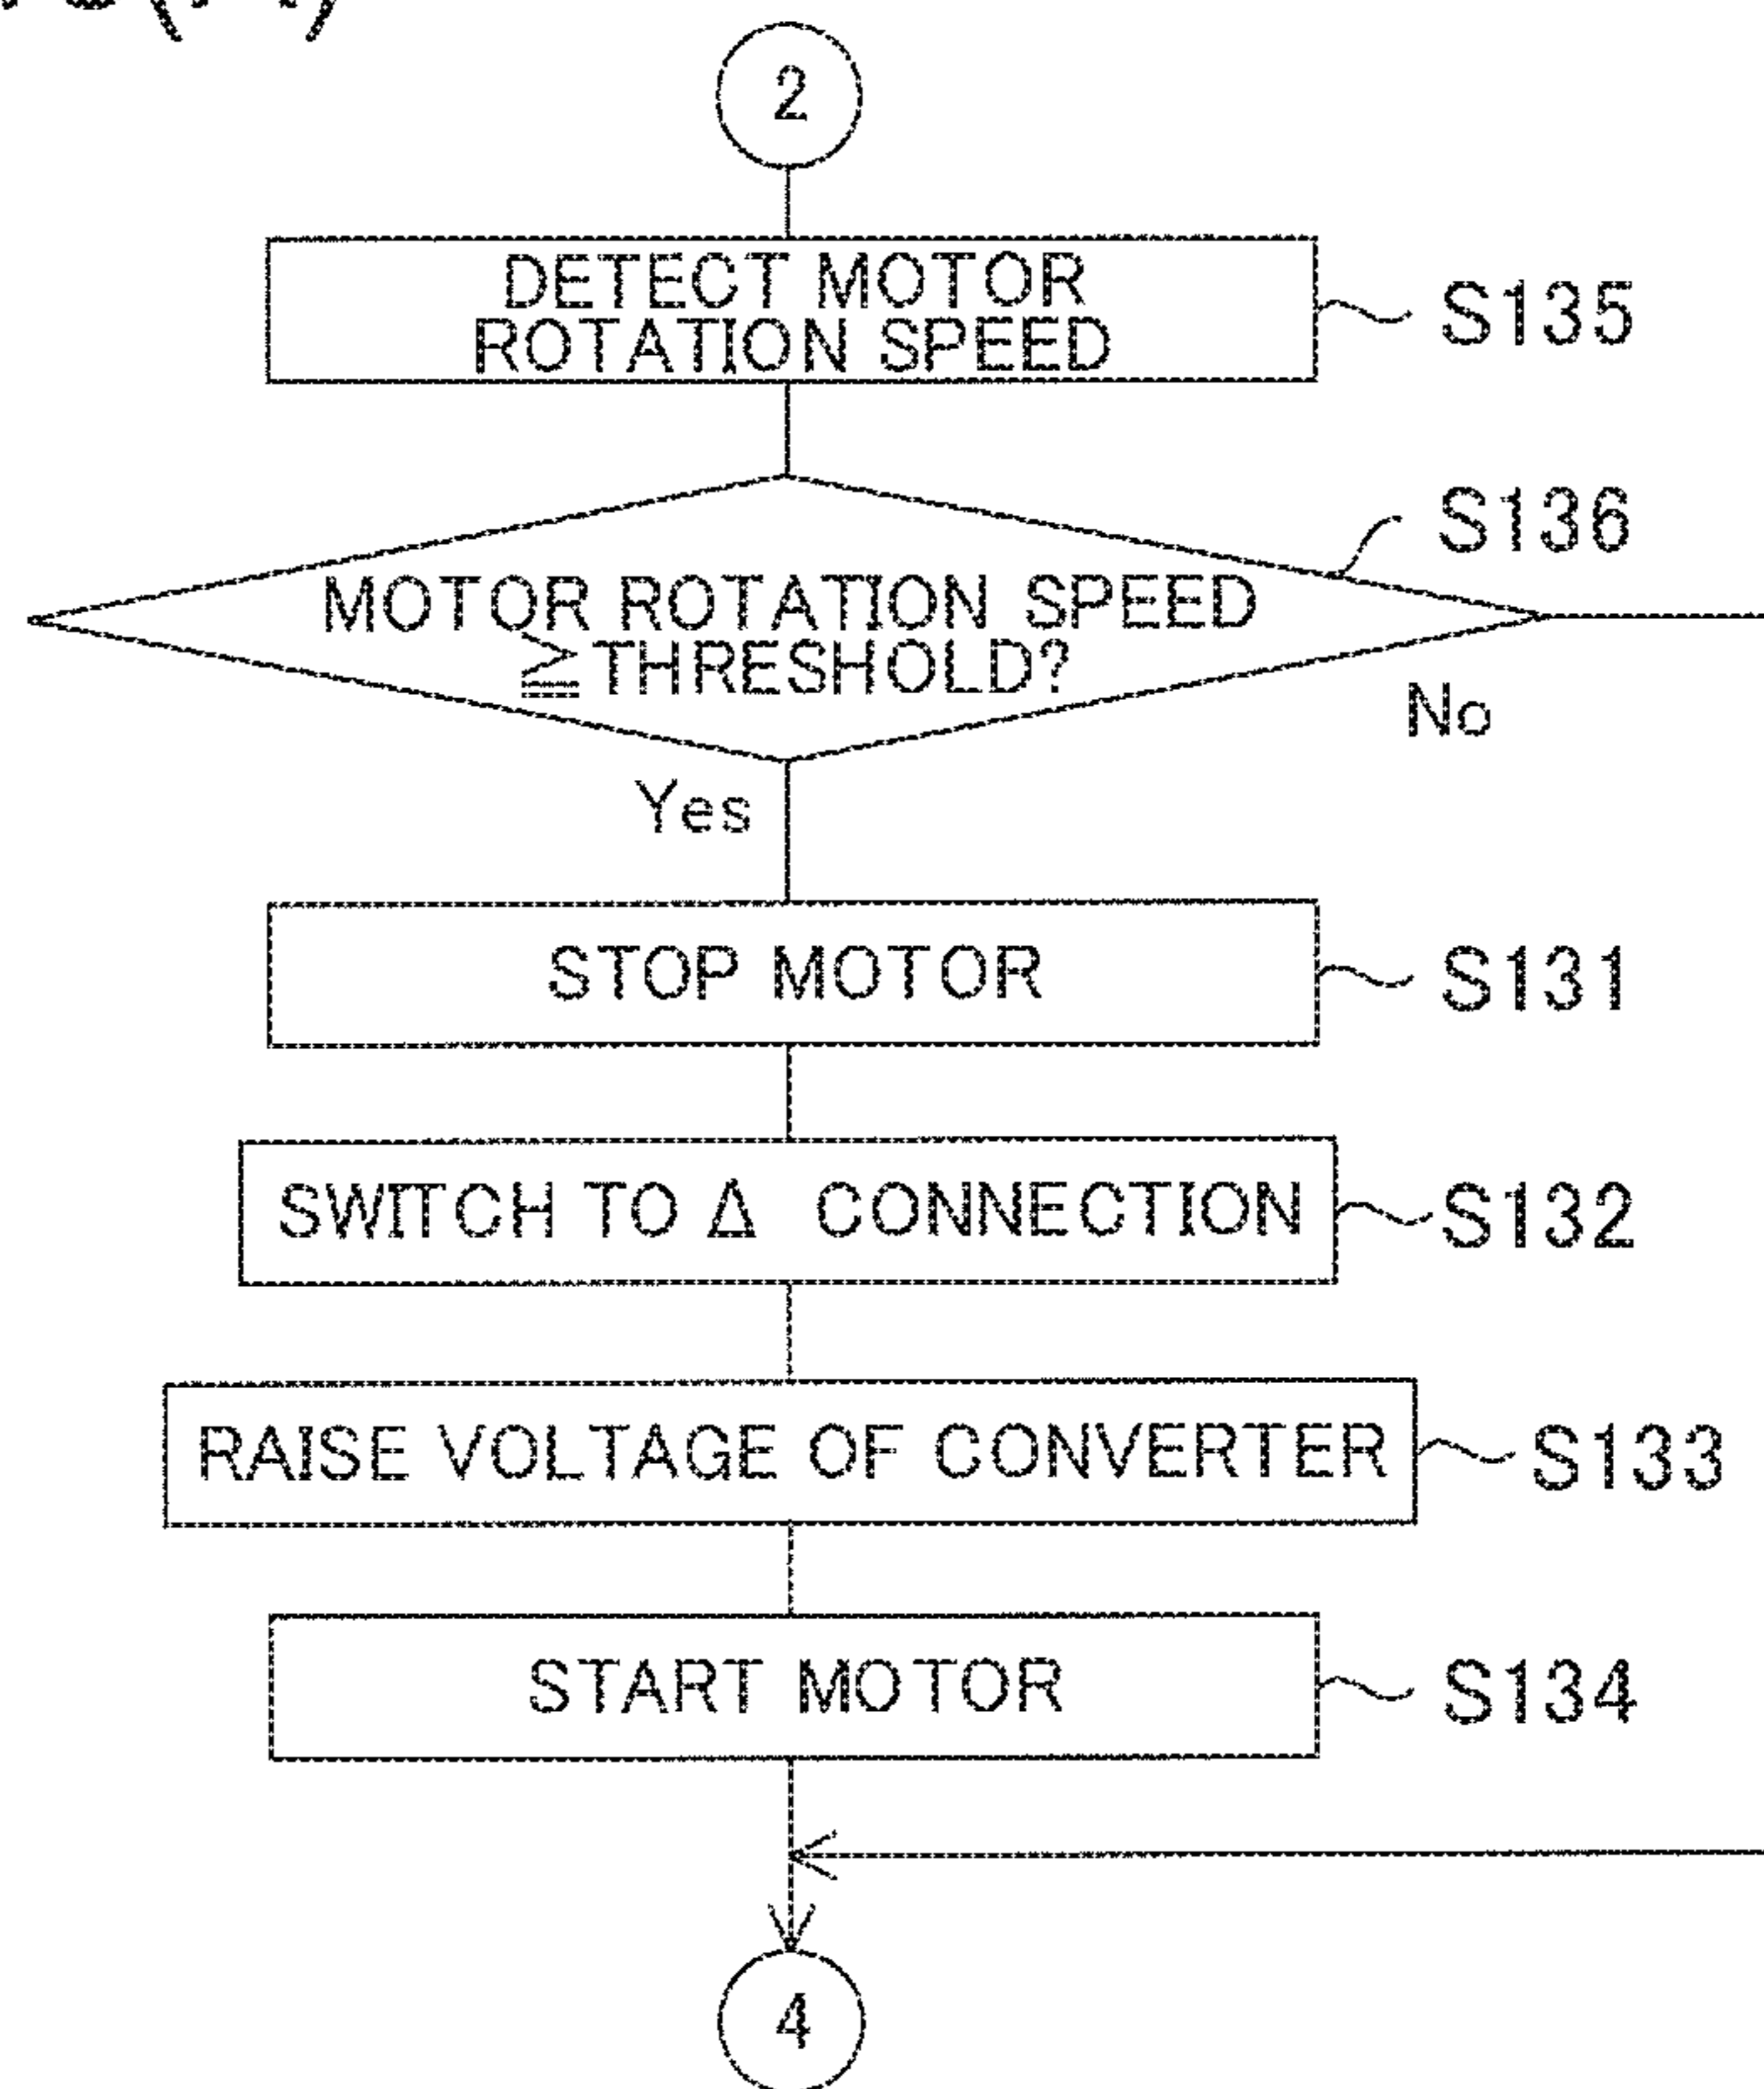 2
DETECT MOTOR
ROTATION SPEED
S135
S136
MOTOR ROTATION SPEED
≧THRESHOLD?
No
Yes
STOP MOTOR
S131
SWITCH TO Δ CONNECTION
S132
RAISE VOLTAGE OF CONVERTER
S133
START MOTOR
S134
4